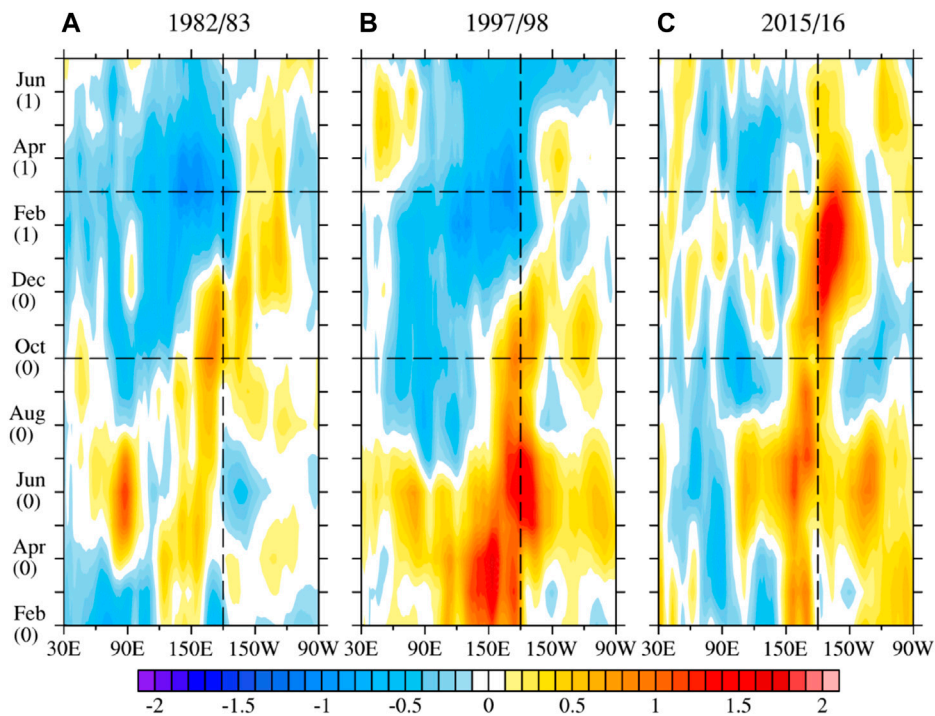 A 1982/83 B 1997/98 C 2015/16
Jun
(1)
Apr
(1)
Feb
(1)
Dec
(0)
Oct
(0)
Aug
(0)
Jun
(0)
Apr
(0)
Feb
(0)
30E 90E 150E 150W 90W 30E 90E 150E 150W 90W 30E 90E 150E 150W 90W
-2 -1.5 -1 -0.5 0 0.5 1 1.5 2